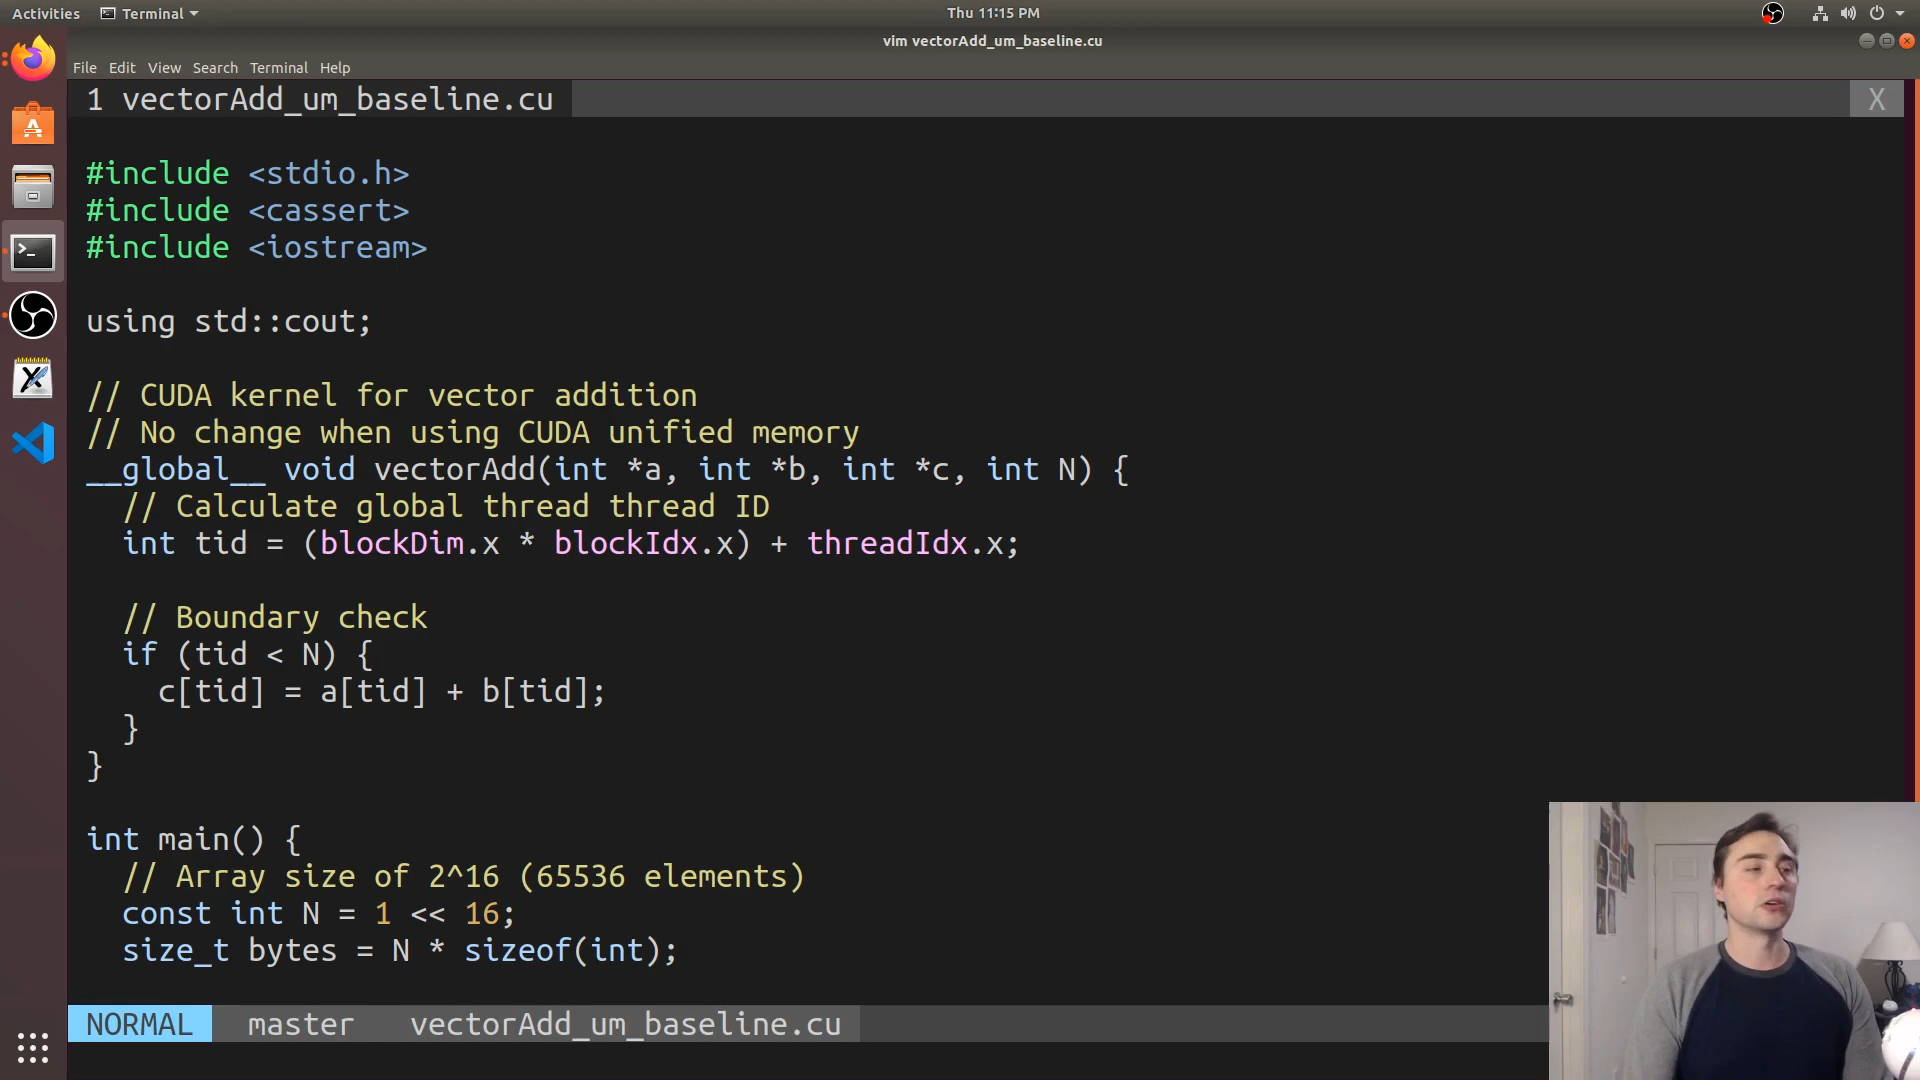 Activities Terminal Thu 11:15 PM
vim vectorAdd_um_baseline.cu
File Edit View Search Terminal Help
1 vectorAdd_um_baseline.cu X
#include <stdio.h>
#include <cassert>
#include <iostream>
using std::cout;
// CUDA kernel for vector addition
// No change when using CUDA unified memory
__global__ void vectorAdd(int *a, int *b, int *c, int N) {
  // Calculate global thread thread ID
  int tid = (blockDim.x * blockIdx.x) + threadIdx.x;
  // Boundary check
  if (tid < N) {
    c[tid] = a[tid] + b[tid];
  }
}
int main() {
  // Array size of 2^16 (65536 elements)
  const int N = 1 << 16;
  size_t bytes = N * sizeof(int);
NORMAL master vectorAdd_um_baseline.cu